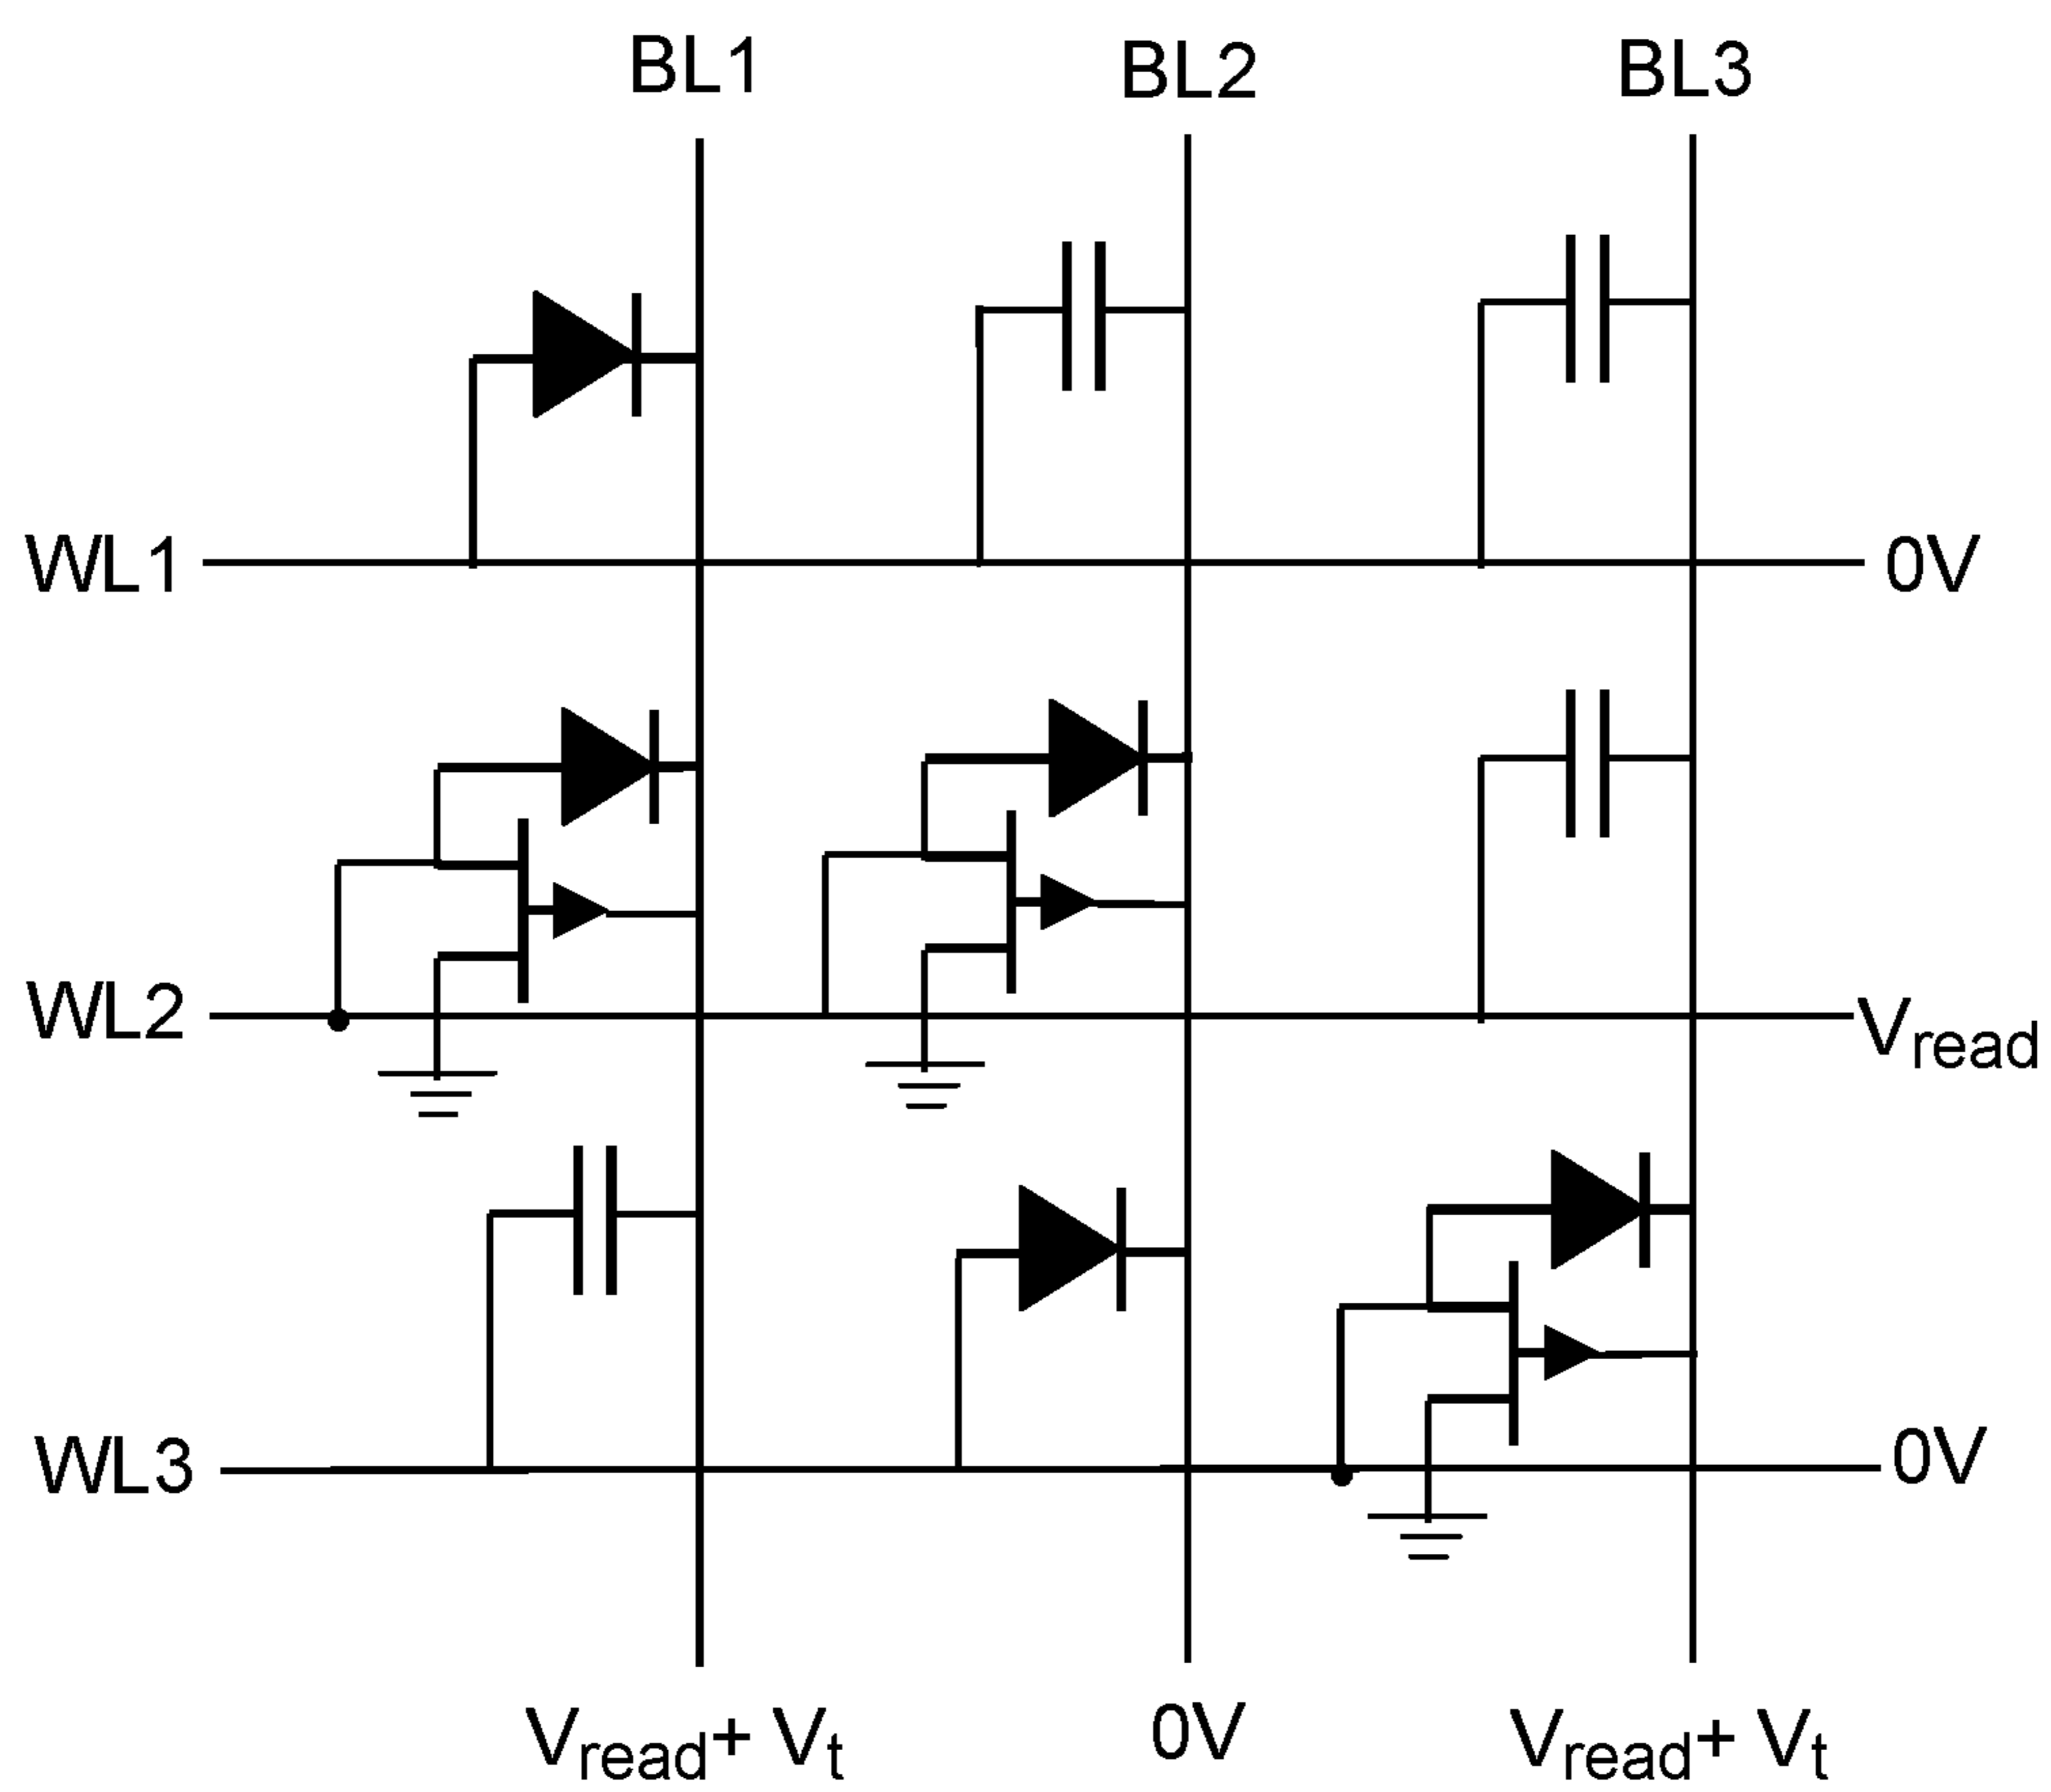 BL1 BL2 BL3
WL1 0V
WL2 Vread
WL3 0V
Vread+ Vt 0V Vread+ Vt